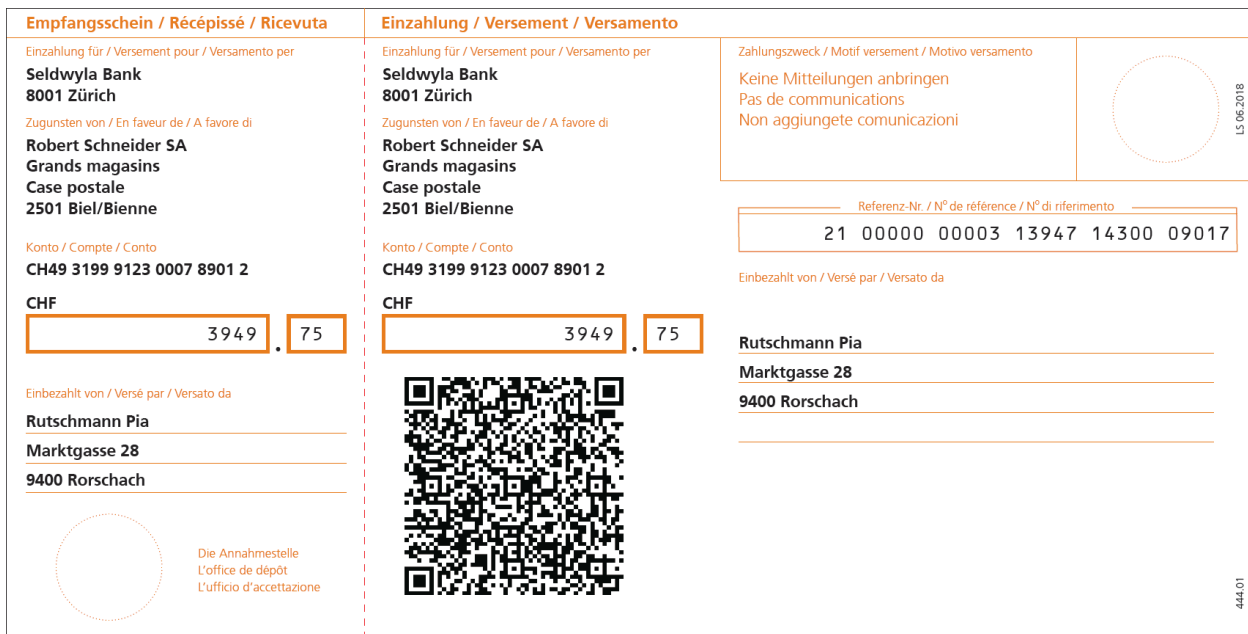 Empfangsschein / Récépissé / Ricevuta
Einzahlung für / Versement pour / Versamento per
Seldwyla Bank
8001 Zürich
Zugunsten von / En faveur de / A favore di
Robert Schneider SA
Grands magasins
Case postale
2501 Biel/Bienne
Konto / Compte / Conto
CH49 3199 9123 0007 8901 2
CHF
3949 . 75
Einbezahlt von / Versé par / Versato da
Rutschmann Pia
Marktgasse 28
9400 Rorschach
Die Annahmestelle
L'office de dépôt
L'ufficio d'accettazione
Einzahlung / Versement / Versamento
Einzahlung für / Versement pour / Versamento per
Seldwyla Bank
8001 Zürich
Zugunsten von / En faveur de / A favore di
Robert Schneider SA
Grands magasins
Case postale
2501 Biel/Bienne
Konto / Compte / Conto
CH49 3199 9123 0007 8901 2
CHF
3949 . 75
Zahlungszweck / Motif versement / Motivo versamento
Keine Mitteilungen anbringen
Pas de communications
Non aggiungete comunicazioni
LS 06.2018
Referenz-Nr. / Nº de référence / Nº di riferimento
21 00000 00003 13947 14300 09017
Einbezahlt von / Versé par / Versato da
Rutschmann Pia
Marktgasse 28
9400 Rorschach
444.01